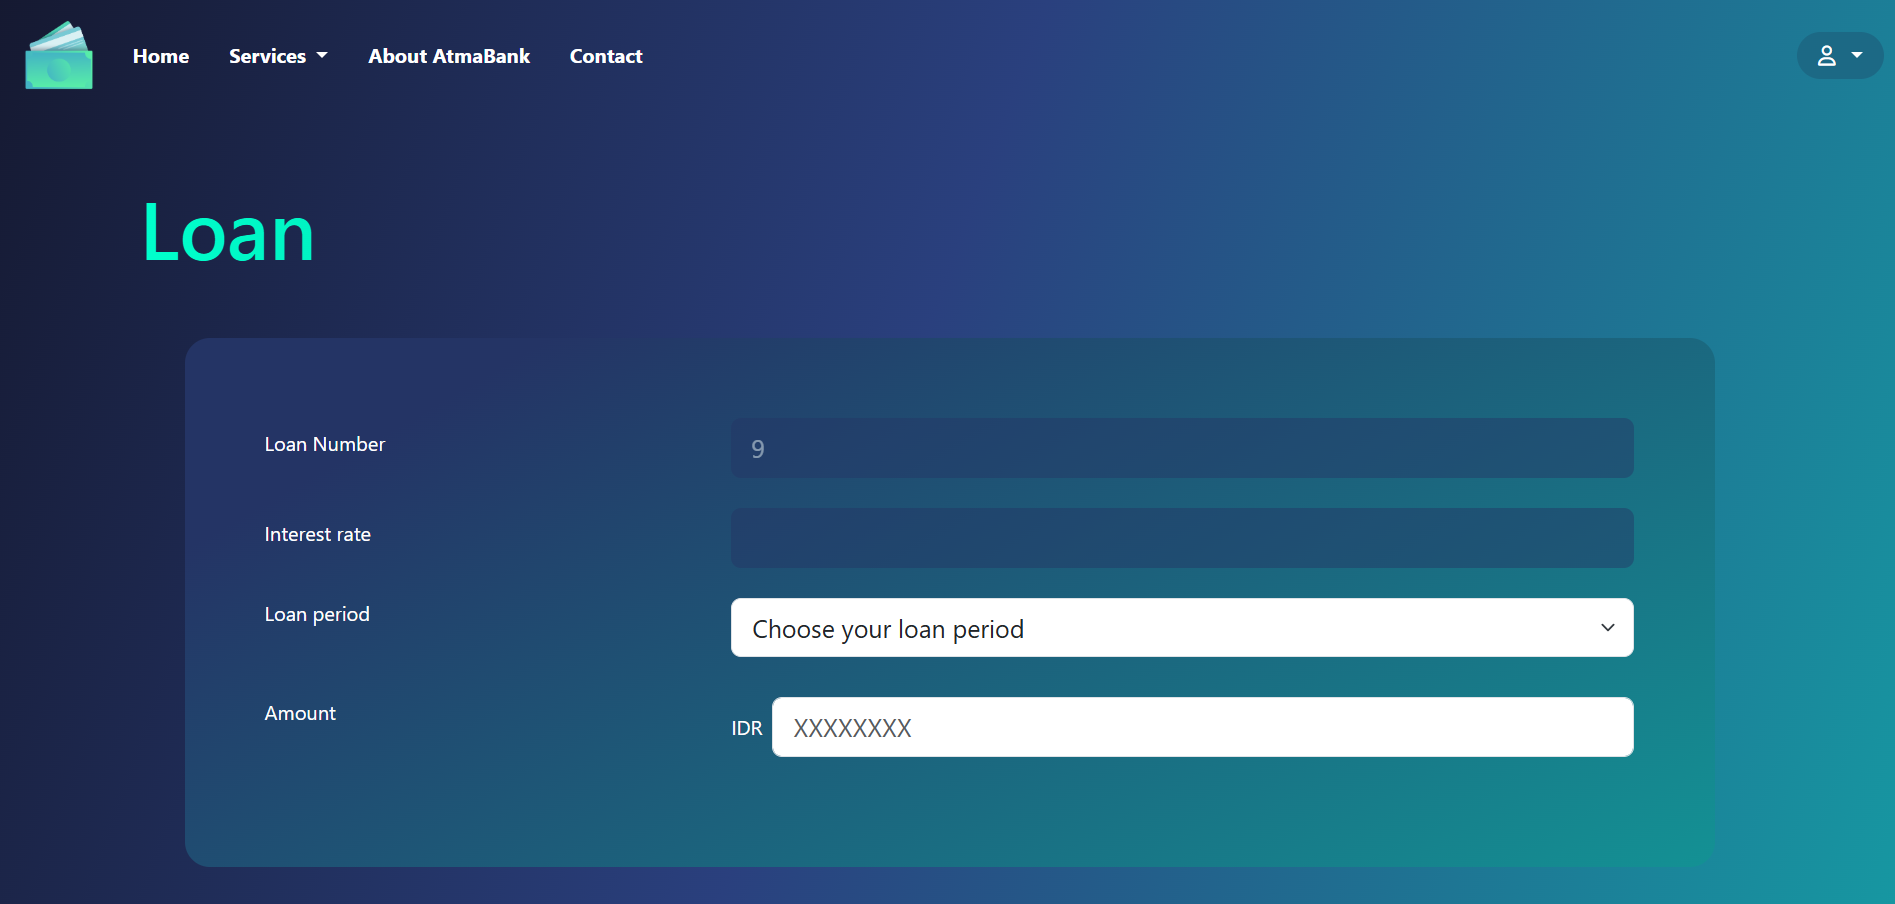 Home Services About AtmaBank Contact
Loan
Loan Number 9
Interest rate
Loan period Choose your loan period
Amount IDR XXXXXXXX